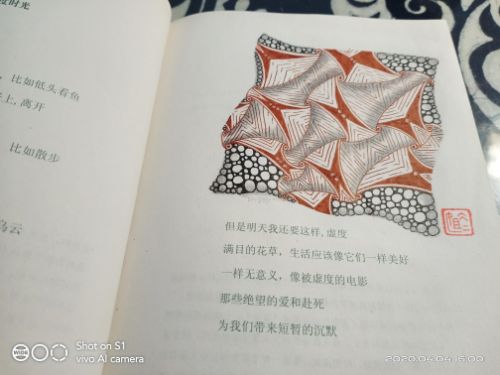 时光
，比如低头看鱼
上，离开
比如散步
乌云
但是明天我还要这样，虚度
满目的花草，生活应该像它们一样美好
一样无意义，像被虚度的电影
那些绝望的爱和赴死
为我们带来短暂的沉默
WIDE
AI
Shot on S1
vivo AI camera
2020.04.04 16:00